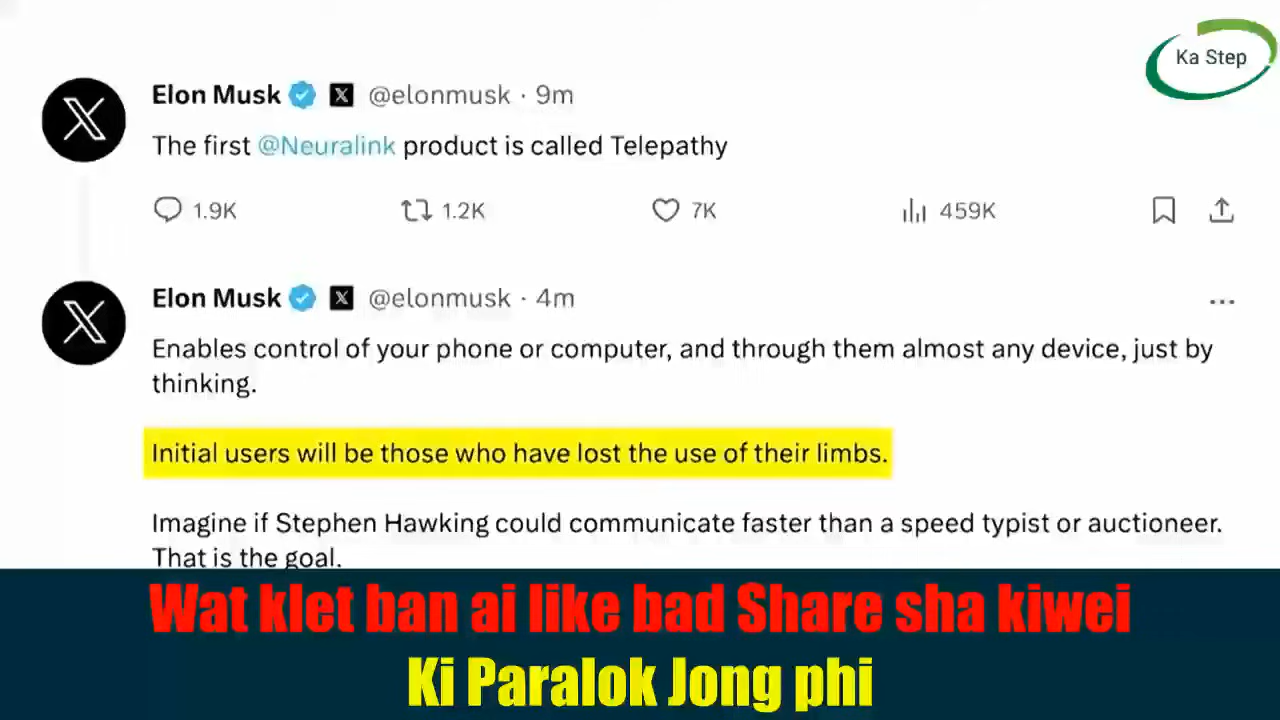 Ka Step
Elon Musk @elonmusk · 9m
The first @Neuralink product is called Telepathy
1.9K 1.2K 7K 459K
Elon Musk @elonmusk · 4m
Enables control of your phone or computer, and through them almost any device, just by
thinking.
Initial users will be those who have lost the use of their limbs.
Imagine if Stephen Hawking could communicate faster than a speed typist or auctioneer.
That is the goal.
Wat klet ban ai like bad Share sha kiwei
Ki Paralok Jong phi